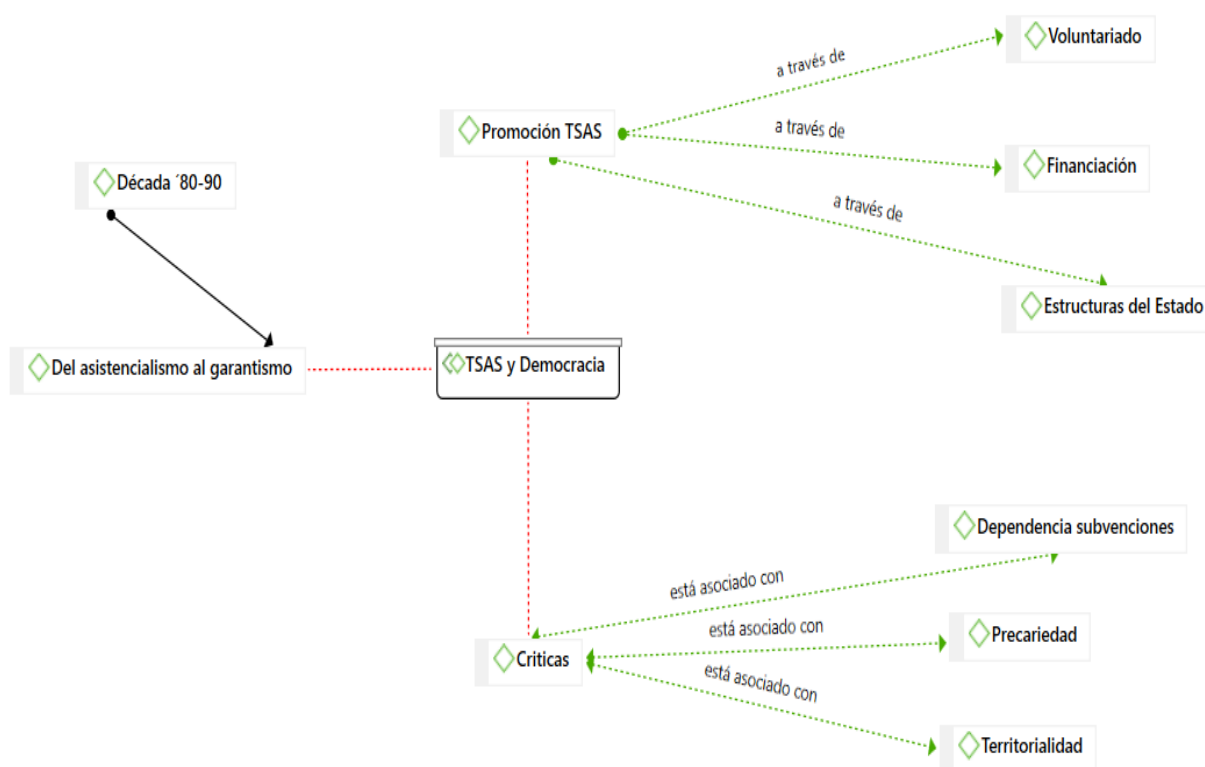 Voluntariado
a través de
Promoción TSAS
a través de
Financiación
Década ´80-90
a través de
Estructuras del Estado
Del asistencialismo al garantismo
TSAS y Democracia
Dependencia subvenciones
está asociado con
está asociado con
Precariedad
Criticas
está asociado con
Territorialidad